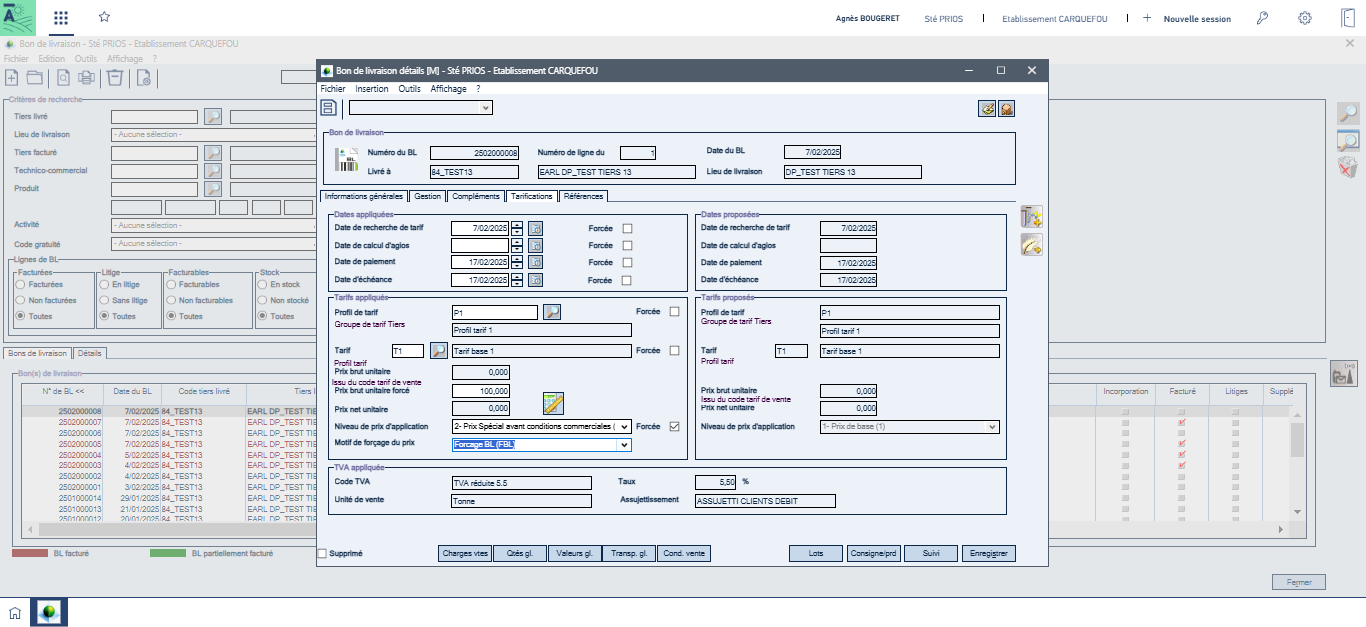 Agnès BOUGERET Sté PRIOS Etablissement CARQUEFOU Nouvelle session
Bon de livraison - Sté PRIOS - Etablissement CARQUEFOU
Fichier Edition Outils Affichage ?
Critères de recherche
Tiers livré
Lieu de livraison - Aucune sélection -
Tiers facturé
Technico-commercial
Produit
Activité - Aucune sélection -
Code gratuité - Aucune sélection -
Lignes de BL
Facturées Litige Facturables Stock
Facturées En litige Facturables En stock
Non facturées Sans litige Non facturables Non stocké
Toutes Toutes Toutes Toutes
Bons de livraison Détails
Bon(s) de livraison
N° de BL << Date du BL Code tiers livré Tiers l Incorporation Facturé Litiges Supplé
2502000008 7/02/2025 84_TEST13 EARL DP_TEST TIE
2502000007 7/02/2025 84_TEST13 EARL DP_TEST TIE
2502000006 7/02/2025 84_TEST13 EARL DP_TEST TIE
2502000005 7/02/2025 84_TEST13 EARL DP_TEST TIE
2502000004 5/02/2025 84_TEST13 EARL DP_TEST TIE
2502000003 4/02/2025 84_TEST13 EARL DP_TEST TIE
2502000002 4/02/2025 84_TEST13 EARL DP_TEST TIE
2502000001 3/02/2025 84_TEST13 EARL DP_TEST TIE
2501000014 29/01/2025 84_TEST13 EARL DP_TEST TIE
2501000013 21/01/2025 84_TEST13 EARL DP_TEST TIE
2501000012 20/01/2025 84_TEST13 EARL DP_TEST TIE
BL facturé BL partiellement facturé
Fermer
Bon de livraison détails [M] - Sté PRIOS - Etablissement CARQUEFOU
Fichier Insertion Outils Affichage ?
Bon de livraison
BL
Numéro du BL 2502000008 Numéro de ligne du 1 Date du BL 7/02/2025
Livré à 84_TEST13 EARL DP_TEST TIERS 13 Lieu de livraison DP_TEST TIERS 13
Informations générales Gestion Compléments Tarifications Références
Dates appliquées
Date de recherche de tarif 7/02/2025 Forcée
Date de calcul d'agios Forcée
Date de paiement 17/02/2025 Forcée
Date d'échéance 17/02/2025 Forcée
Dates proposées
Date de recherche de tarif 7/02/2025
Date de calcul d'agios
Date de paiement 17/02/2025
Date d'échéance 17/02/2025
Tarifs appliqués
Profil de tarif P1 Forcée
Groupe de tarif Tiers
Profil tarif 1
Tarif T1 Tarif base 1 Forcée
Profil tarif
Prix brut unitaire 0,000
Issu du code tarif de vente
Prix brut unitaire forcé 100,000
Prix net unitaire 0,000
Niveau de prix d'application 2- Prix Spécial avant conditions commerciales ( Forcée
Motif de forçage du prix Forcage BL (FBL)
Tarifs proposés
Profil de tarif P1
Groupe de tarif Tiers
Profil tarif 1
Tarif T1 Tarif base 1
Profil tarif
Prix brut unitaire 0,000
Issu du code tarif de vente
Prix net unitaire 0,000
Niveau de prix d'application 1- Prix de base (1)
TVA appliquée
Code TVA TVA réduite 5.5 Taux 5,50 %
Unité de vente Tonne Assujettissement ASSUJETTI CLIENTS DEBIT
Supprimé Charges vtes Qtés gl. Valeurs gl. Transp. gl. Cond. vente Lots Consigne/prd Suivi Enregistrer